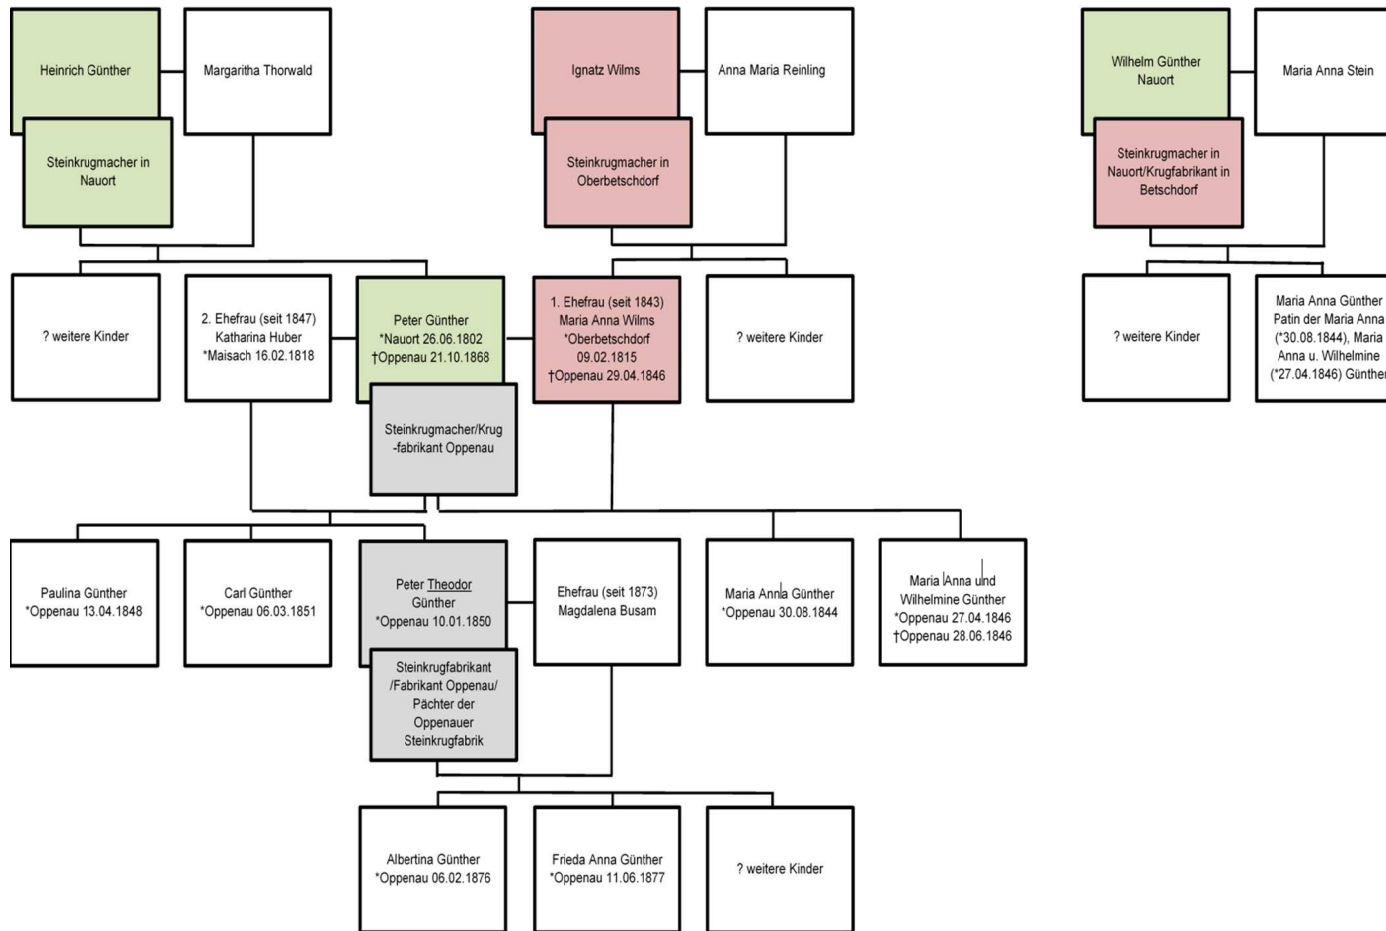 Heinrich Günther
Margaritha Thorwald
Ignatz Wilms
Anna Maria Reinling
Wilhelm Günther
Nauort
Maria Anna Stein
Steinkrugmacher in
Nauort
Steinkrugmacher in
Oberbetschdorf
Steinkrugmacher in
Nauort/Krugfabrikant in
Betschdorf
? weitere Kinder
2. Ehefrau (seit 1847)
Katharina Huber
*Maisach 16.02.1818
Peter Günther
*Nauort 26.06.1802
†Oppenau 21.10.1868
1. Ehefrau (seit 1843)
Maria Anna Wilms
*Oberbetschdorf
09.02.1815
†Oppenau 29.04.1846
? weitere Kinder
? weitere Kinder
Maria Anna Günther
Patin der Maria Anna
(*30.08.1844), Maria
Anna u. Wilhelmine
(*27.04.1846) Günther
Steinkrugmacher/Krug
-fabrikant Oppenau
Paulina Günther
*Oppenau 13.04.1848
Carl Günther
*Oppenau 06.03.1851
Peter Theodor
Günther
*Oppenau 10.01.1850
Ehefrau (seit 1873)
Magdalena Busam
Maria Anna Günther
*Oppenau 30.08.1844
Maria Anna und
Wilhelmine Günther
*Oppenau 27.04.1846
†Oppenau 28.06.1846
Steinkrugfabrikant
/Fabrikant Oppenau/
Pächter der
Oppenauer
Steinkrugfabrik
Albertina Günther
*Oppenau 06.02.1876
Frieda Anna Günther
*Oppenau 11.06.1877
? weitere Kinder